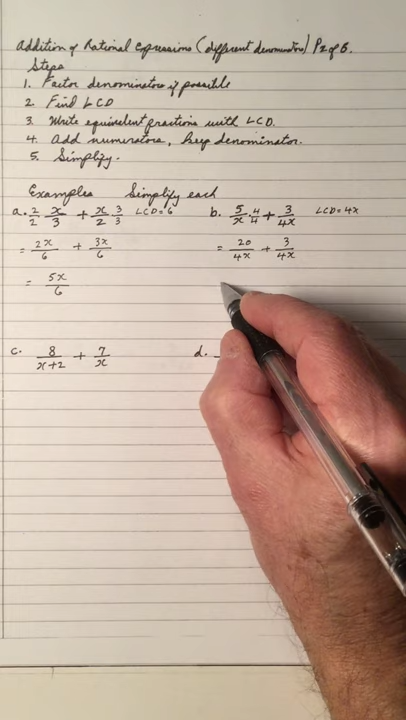 Addition of Rational Expressions (different denominators) P2 of 6.
Steps
1. Factor denominators if possible
2. Find LCD
3. Write equivalent fractions with LCD.
4. Add numerators, keep denominator.
5. Simplify.
Examples Simplify each
a. 2/2 · x/3 + x/2 · 3/3 LCD = 6
= 2x/6 + 3x/6
= 5x/6
b. 5/x · 4/4 + 3/4x LCD = 4x
= 20/4x + 3/4x
c. 8/x+2 + 7/x
d.